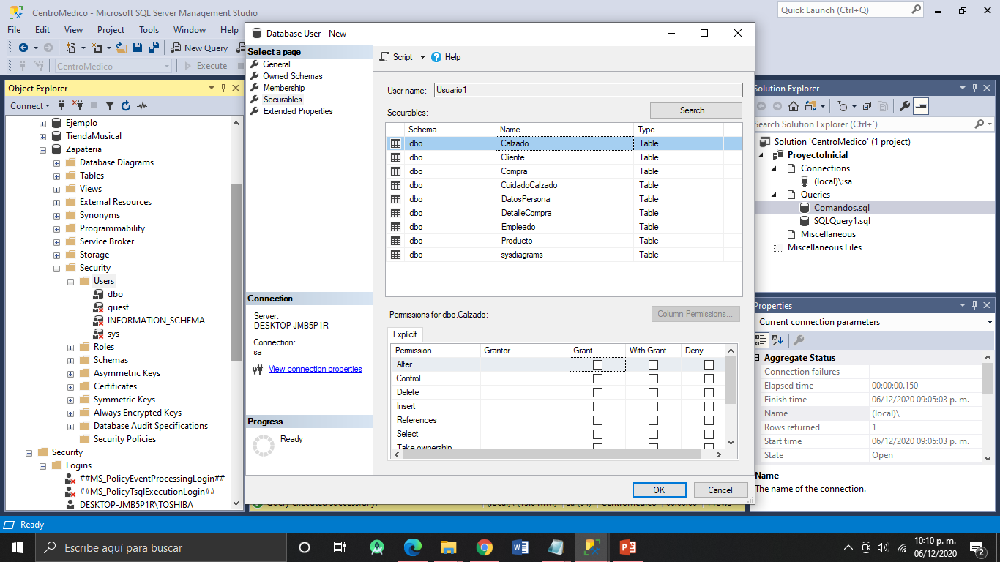 CentroMedico - Microsoft SQL Server Management Studio
Quick Launch (Ctrl+Q)
File Edit View Project Tools Window Help
New Query
CentroMedico Execute
Object Explorer
Connect
Ejemplo
TiendaMusical
Zapateria
Database Diagrams
Tables
Views
External Resources
Synonyms
Programmability
Service Broker
Storage
Security
Users
dbo
guest
INFORMATION_SCHEMA
sys
Roles
Schemas
Asymmetric Keys
Certificates
Symmetric Keys
Always Encrypted Keys
Database Audit Specifications
Security Policies
Security
Logins
##MS_PolicyEventProcessingLogin##
##MS_PolicyTsqlExecutionLogin##
DESKTOP-JMB5P1R\TOSHIBA
Database User - New
Select a page
General
Owned Schemas
Membership
Securables
Extended Properties
Connection
Server:
DESKTOP-JMB5P1R
Connection:
sa
View connection properties
Progress
Ready
Script Help
User name: Usuario1
Securables: Search...
Schema Name Type
dbo Calzado Table
dbo Cliente Table
dbo Compra Table
dbo CuidadoCalzado Table
dbo DatosPersona Table
dbo DetalleCompra Table
dbo Empleado Table
dbo Producto Table
dbo sysdiagrams Table
Permissions for dbo.Calzado: Column Permissions...
Explicit
Permission Grantor Grant With Grant Deny
Alter
Control
Delete
Insert
References
Select
Take ownership
OK Cancel
Solution Explorer
Search Solution Explorer (Ctrl+´)
Solution 'CentroMedico' (1 project)
ProyectoInicial
Connections
(local)\:sa
Queries
Comandos.sql
SQLQuery1.sql
Miscellaneous
Miscellaneous Files
Properties
Current connection parameters
Aggregate Status
Connection failures
Elapsed time 00:00:00.150
Finish time 06/12/2020 09:05:03 p. m.
Name (local)\
Rows returned 1
Start time 06/12/2020 09:05:03 p. m.
State Open
Name
The name of the connection.
Query executed successfully.
Ready
Escribe aquí para buscar
10:10 p. m.
06/12/2020
2